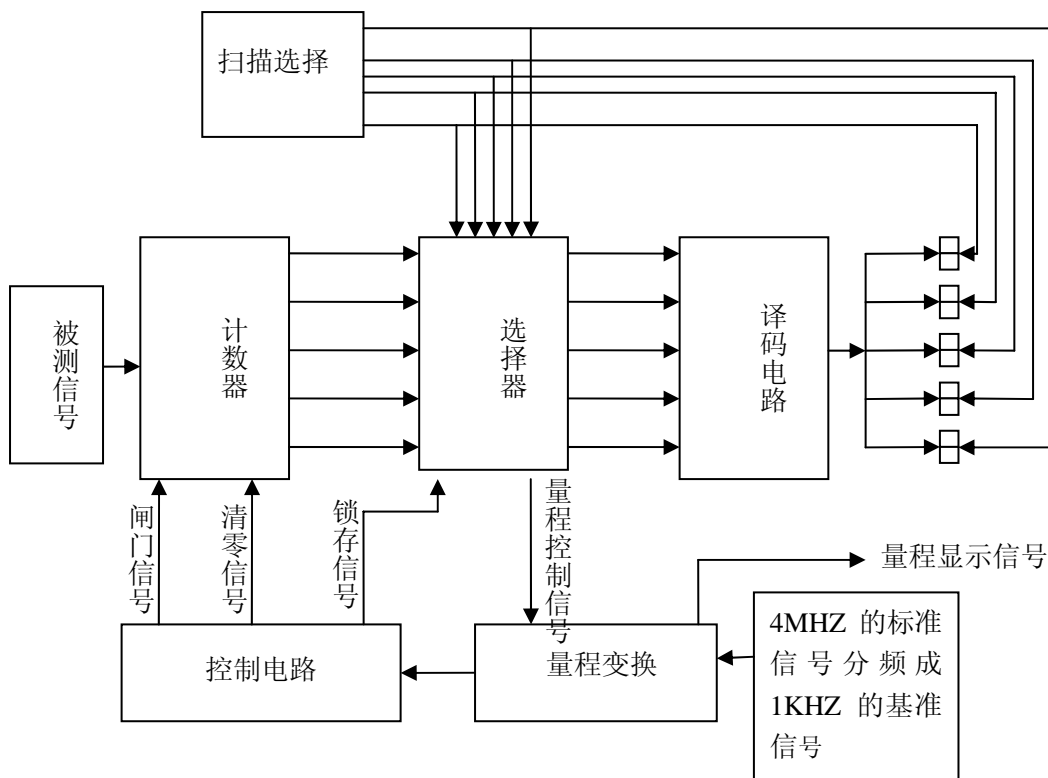 扫描选择
被测信号
计数器
选择器
译码电路
闸门信号
清零信号
锁存信号
量程控制信号
量程显示信号
控制电路
量程变换
4MHZ 的标准
信号分频成
1KHZ 的基准
信号